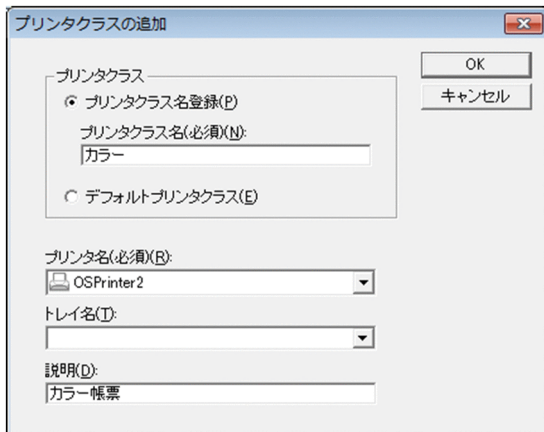 プリンタクラスの追加
OK
キャンセル
プリンタクラス
プリンタクラス名登録(P)
プリンタクラス名(必須)(N):
カラー
デフォルトプリンタクラス(E)
プリンタ名(必須)(R):
OSPrinter2
トレイ名(T):
説明(D):
カラー帳票